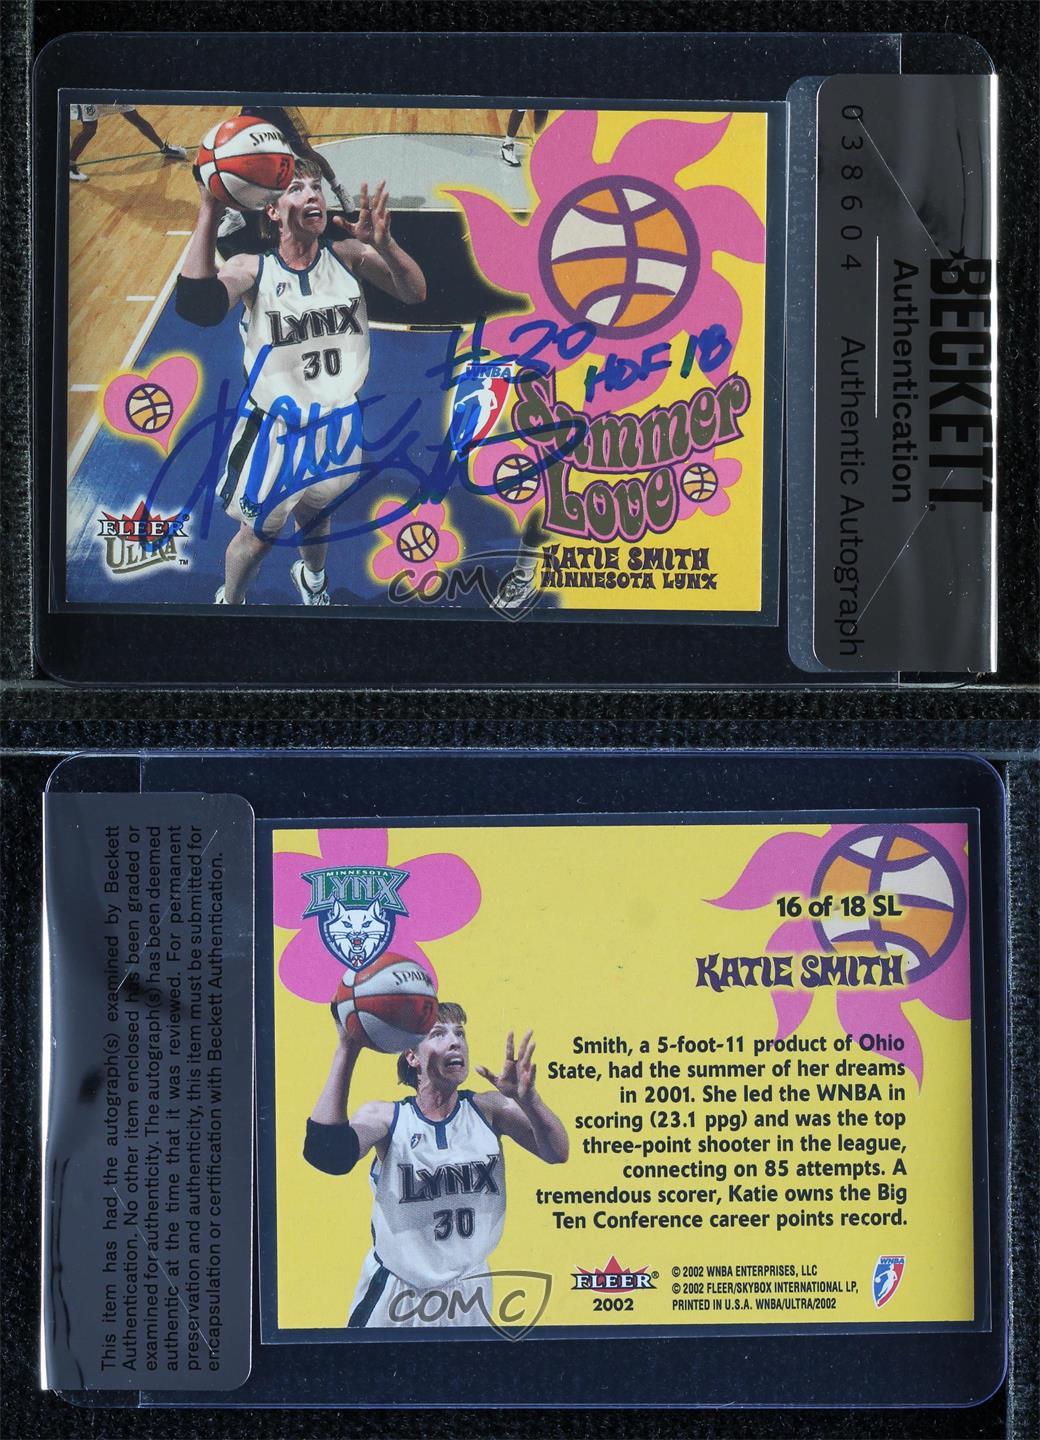 SPALDING
LYNX
30
Katie Smith
#30
HOF 18
WNBA
Summer
Love
KATIE SMITH
MINNESOTA LYNX
FLEER
ULTRA
TM
COMC
038604 Authentic Autograph
BECKETT
Authentication
This item has had the autograph(s) examined by Beckett
Authentication. No other item enclosed has been graded or
examined for authenticity. The autograph(s) has been deemed
authentic at the time that it was reviewed. For permanent
preservation and authenticity, this item must be submitted for
encapsulation or certification with Beckett Authentication.
MINNESOTA
LYNX
SPALDING
16 of 18 SL
KATIE SMITH
Smith, a 5-foot-11 product of Ohio
State, had the summer of her dreams
in 2001. She led the WNBA in
scoring (23.1 ppg) and was the top
three-point shooter in the league,
connecting on 85 attempts. A
tremendous scorer, Katie owns the Big
Ten Conference career points record.
LYNX
30
COMC
FLEER®
2002
© 2002 WNBA ENTERPRISES, LLC
© 2002 FLEER/SKYBOX INTERNATIONAL LP,
PRINTED IN U.S.A. WNBA/ULTRA/2002
WNBA